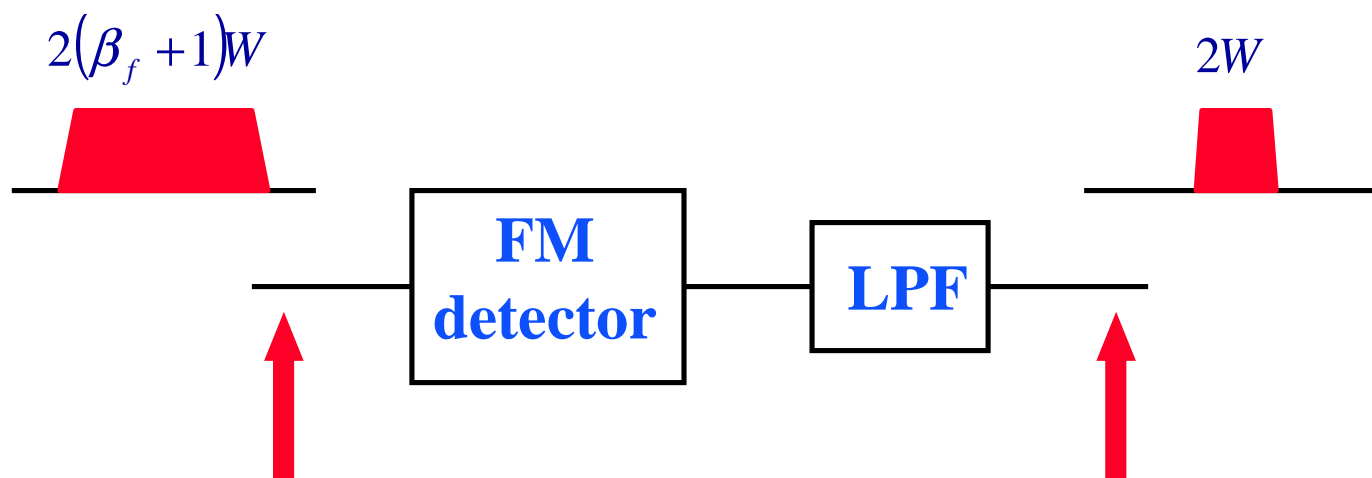 2(β_f + 1)W
2W
FM
detector
LPF